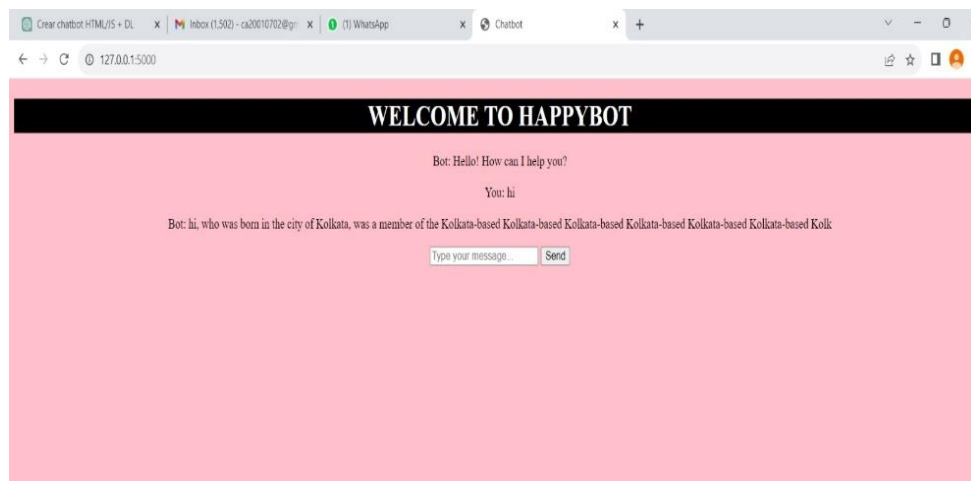 Crear chatbot HTML/JS + DL
Inbox (1,502) - ca20010702@gm
(1) WhatsApp
Chatbot
127.0.0.1:5000
WELCOME TO HAPPYBOT
Bot: Hello! How can I help you?
You: hi
Bot: hi, who was born in the city of Kolkata, was a member of the Kolkata-based Kolkata-based Kolkata-based Kolkata-based Kolkata-based Kolkata-based Kolk
Type your message... Send